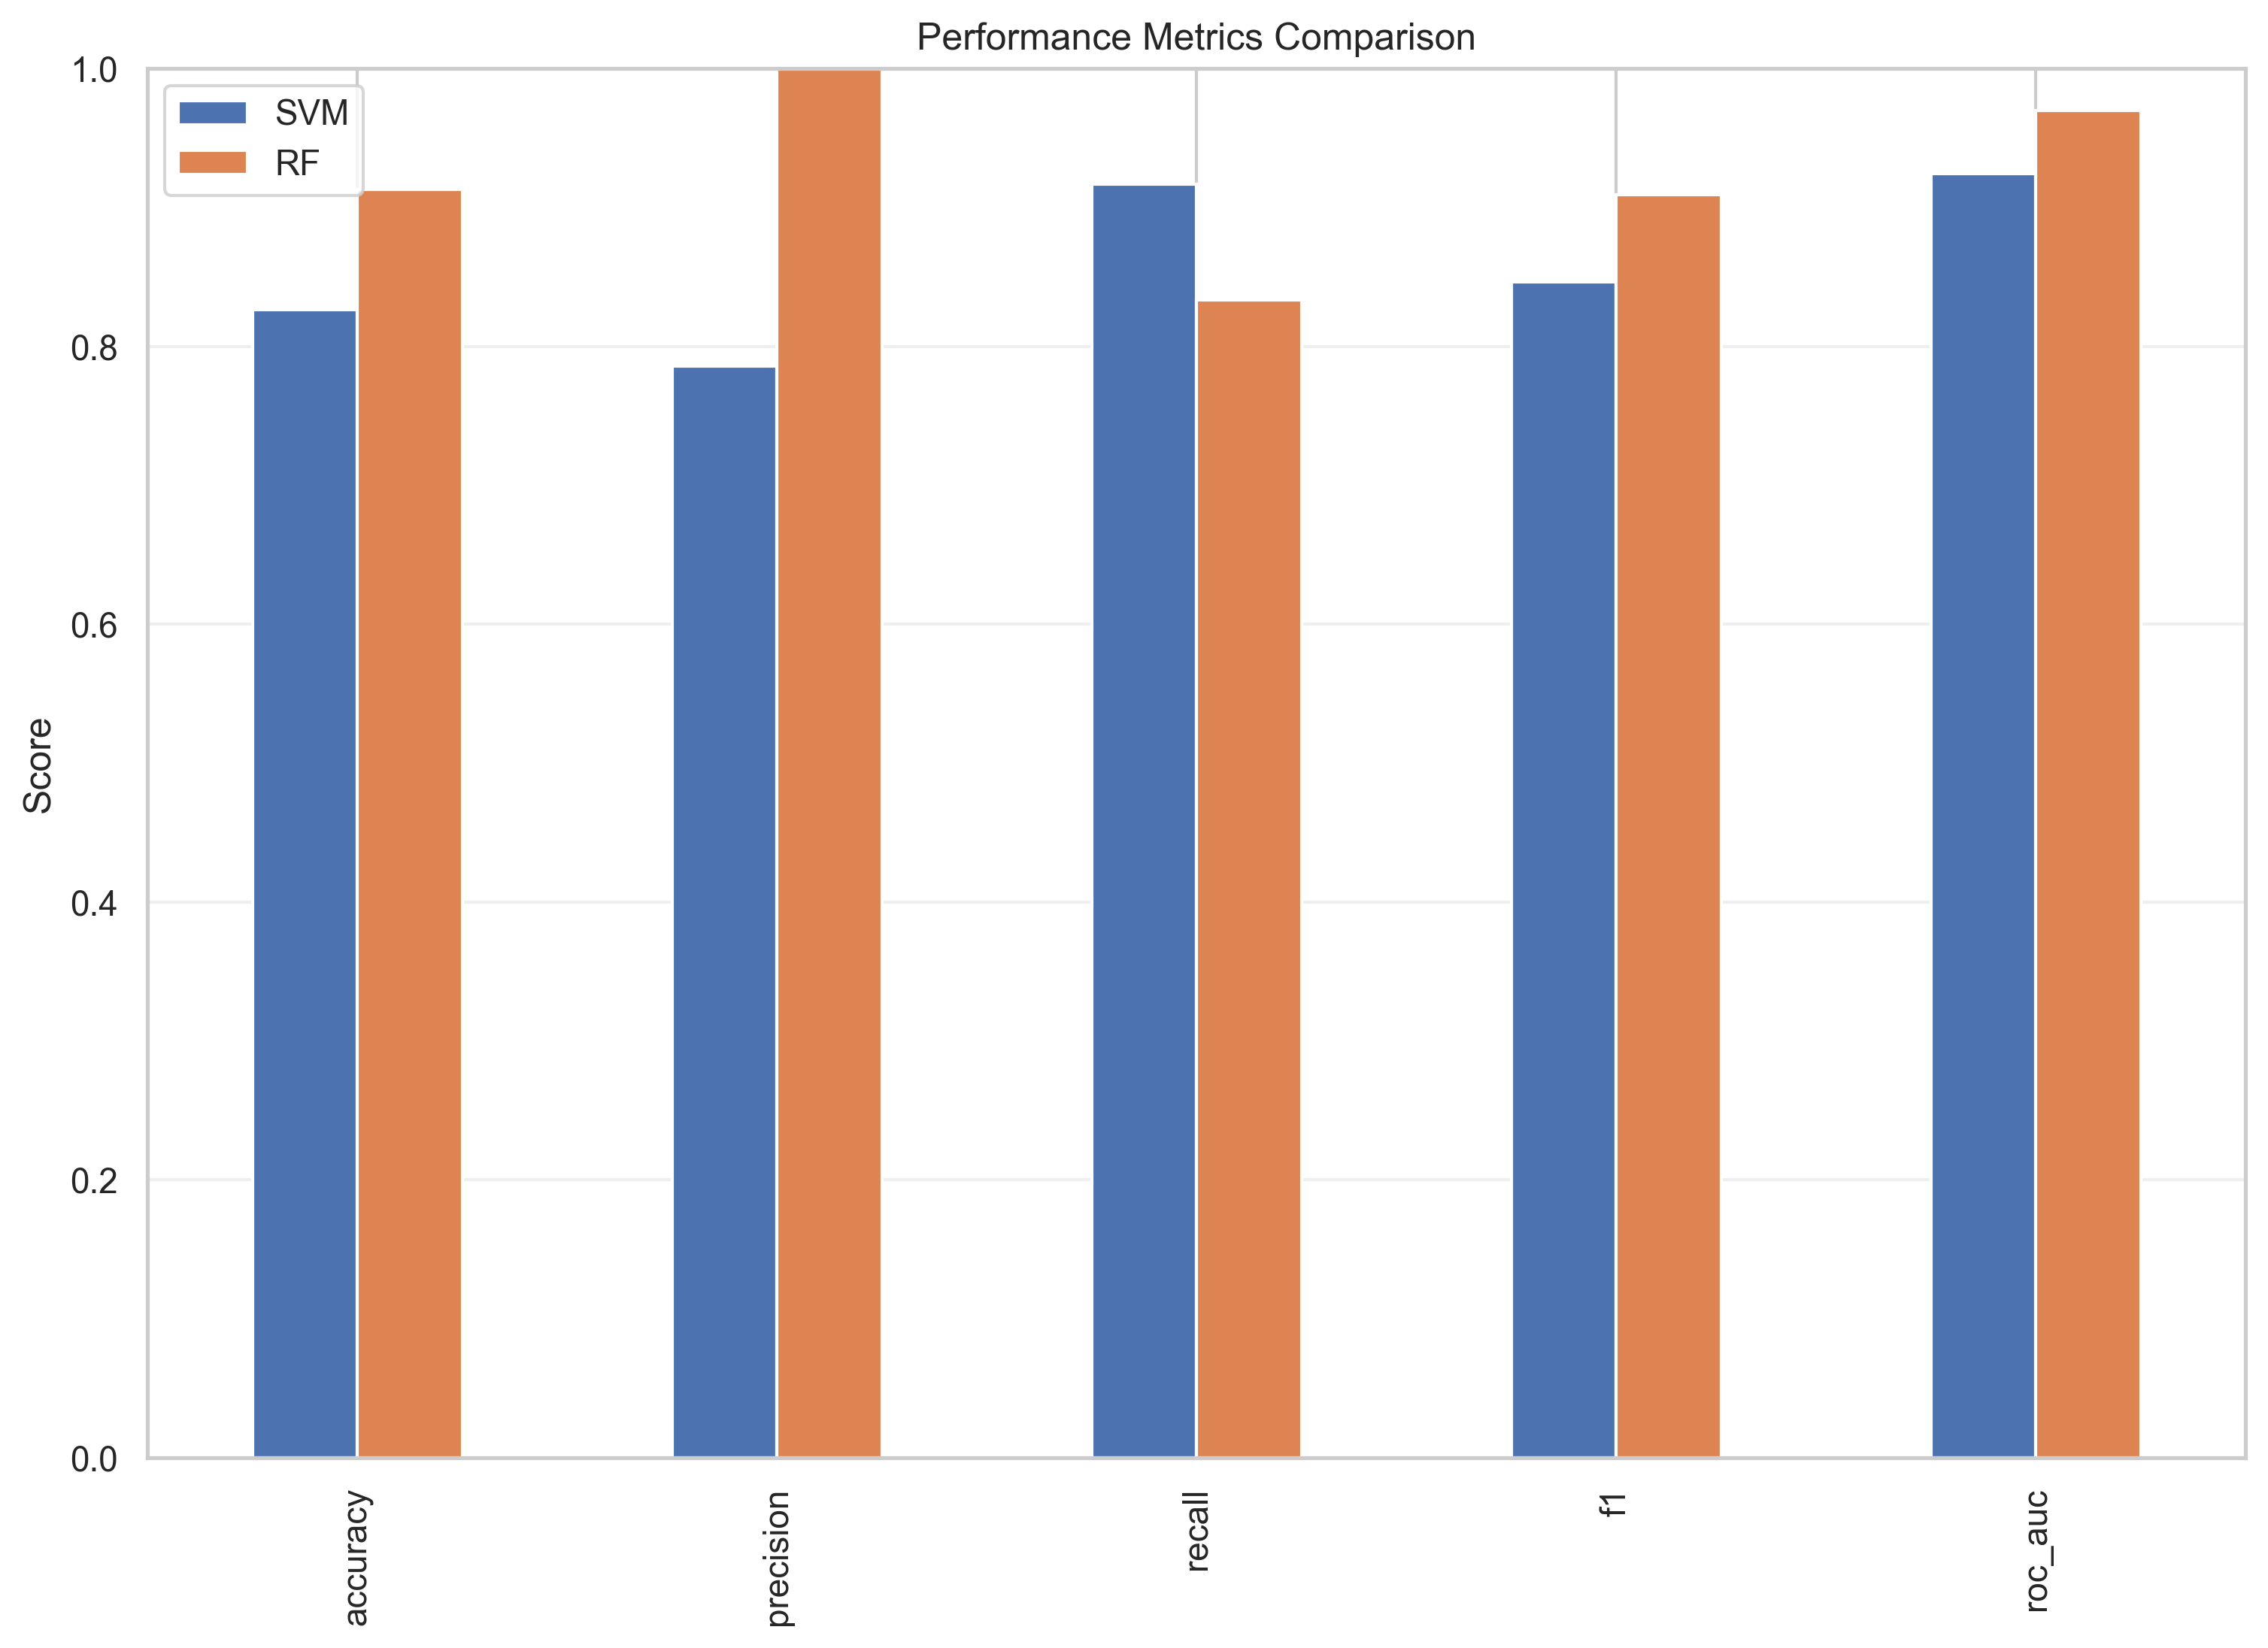 Performance Metrics Comparison
1.0
SVM
RF
0.8
0.6
Score
0.4
0.2
0.0
accuracy
precision
recall
f1
roc_auc